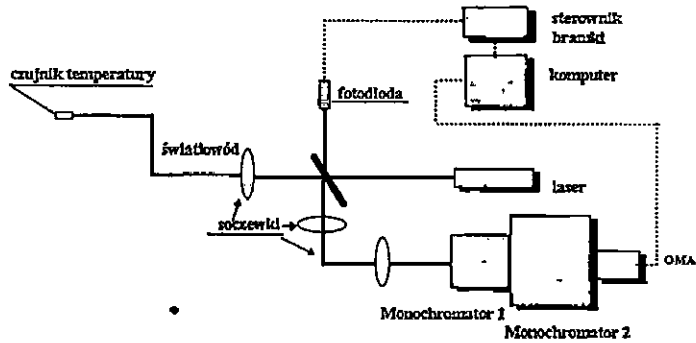 sterownik
bramki
czujnik temperatury
komputer
fotodioda
światłowód
laser
soczewki
OMA
Monochromator 1
Monochromator 2